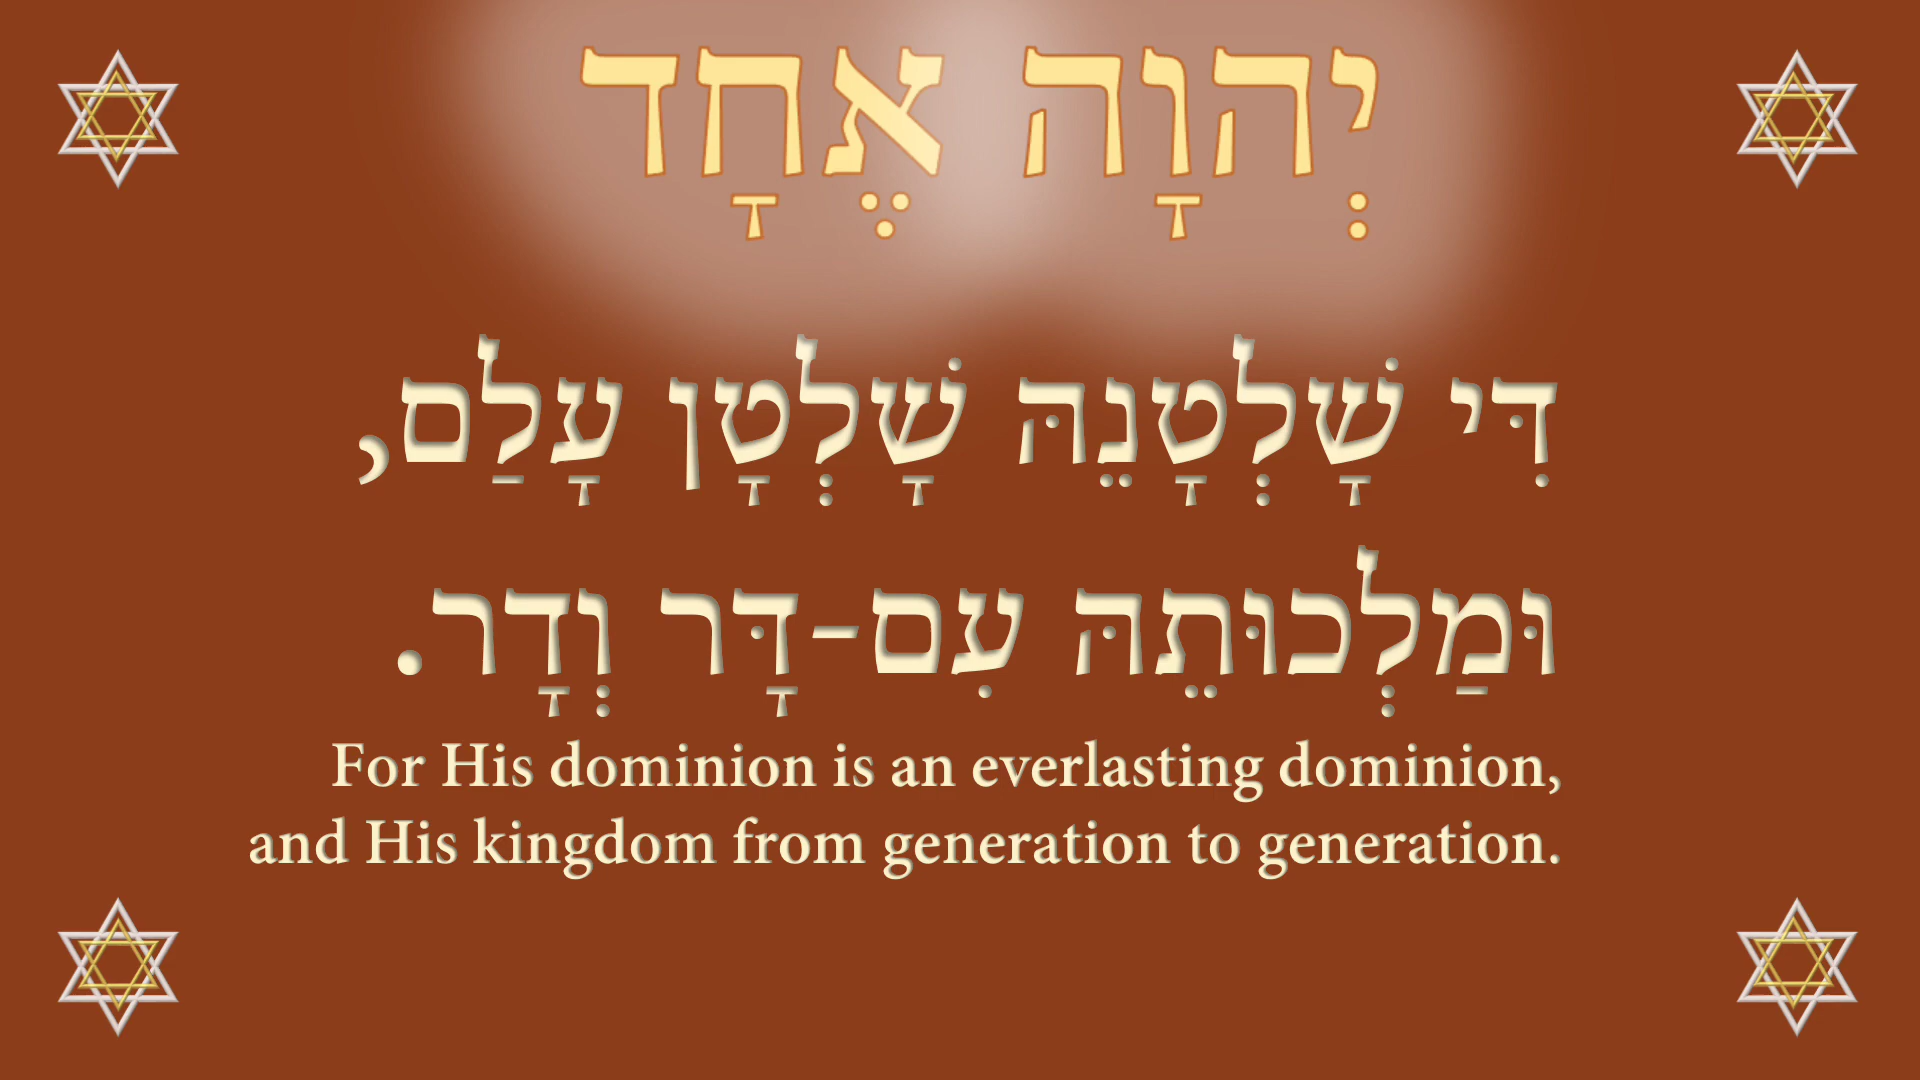 יְהוָה אֶחָד
דִּי שָׁלְטָנֵהּ שָׁלְטָן עָלַם,
וּמַלְכוּתֵהּ עִם-דָּר וְדָר.
For His dominion is an everlasting dominion,
and His kingdom from generation to generation.